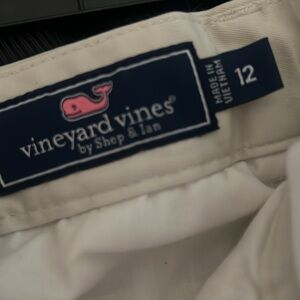 vineyard vines®
by Shep & Ian
MADE IN
VIETNAM
12